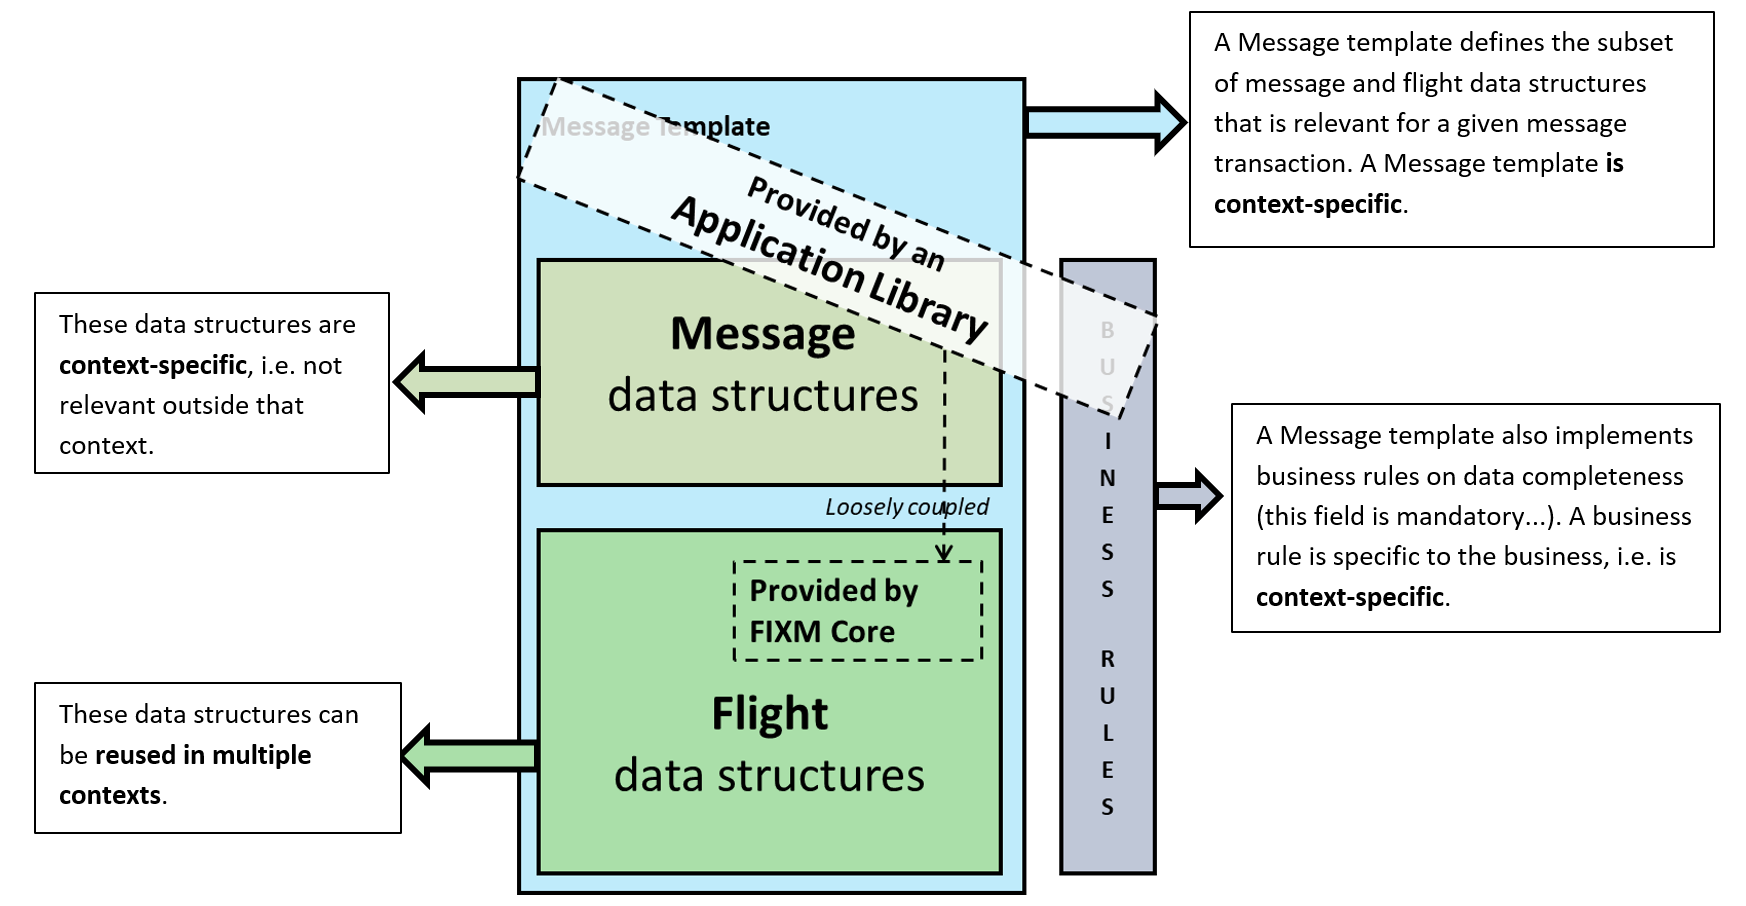 A Message template defines the subset
of message and flight data structures
that is relevant for a given message
transaction. A Message template is
context-specific.
Message Template
Provided by an
Application Library
These data structures are
context-specific, i.e. not
relevant outside that
context.
Message
data structures
Loosely coupled
Provided by
FIXM Core
Flight
data structures
These data structures can
be reused in multiple
contexts.
B
U
S
I
N
E
S
S
R
U
L
E
S
A Message template also implements
business rules on data completeness
(this field is mandatory...). A business
rule is specific to the business, i.e. is
context-specific.